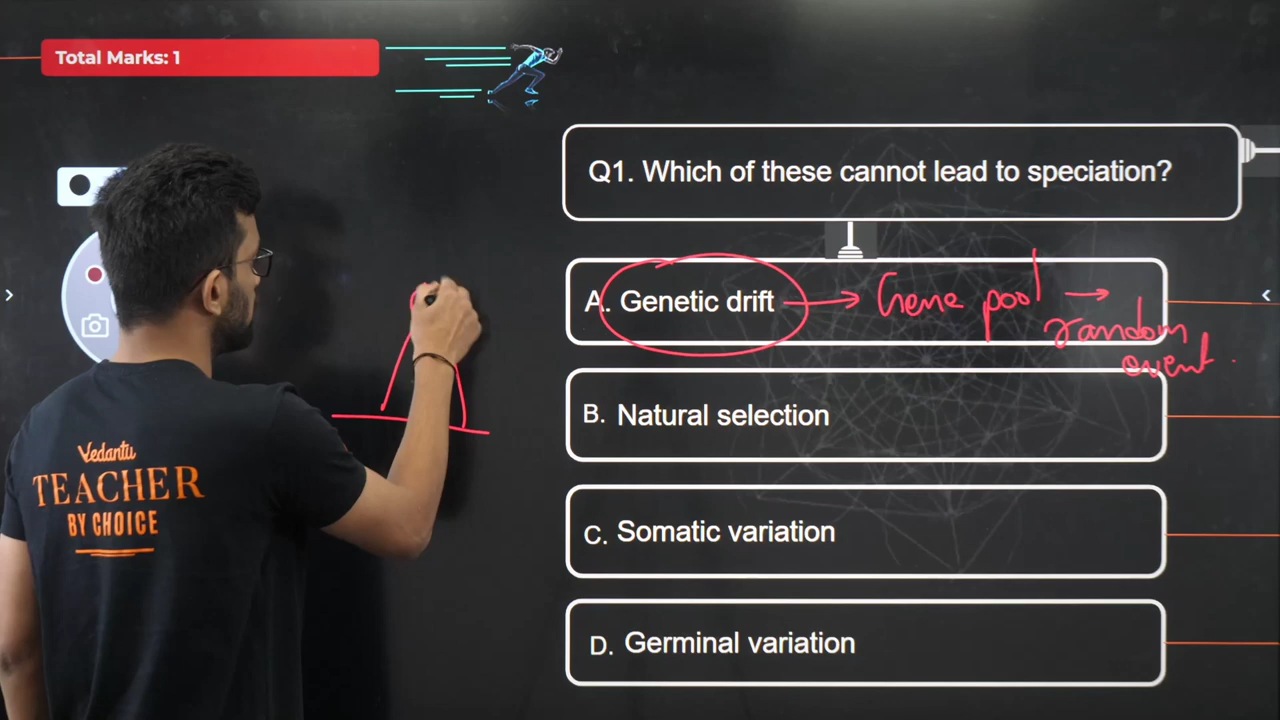 Total Marks: 1
Q1. Which of these cannot lead to speciation?
A. Genetic drift → Gene pool →
random
event.
B. Natural selection
C. Somatic variation
D. Germinal variation
Vedantu
TEACHER
BY CHOICE